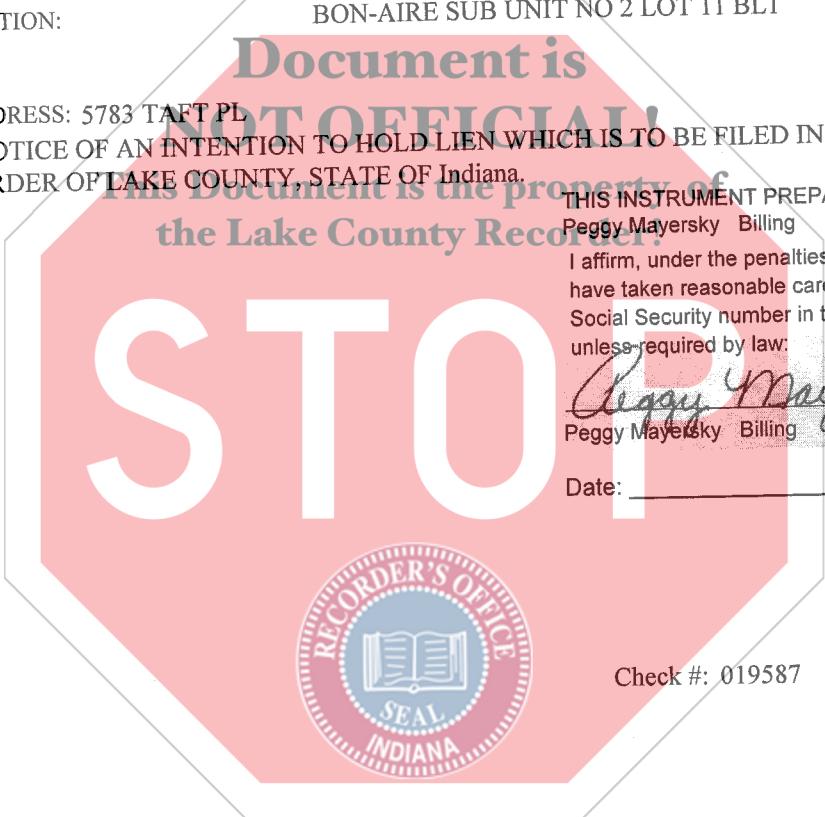 TION: BON-AIRE SUB UNIT NO 2 LOT 11 BL1
Document is
NOT OFFICIAL!
DRESS: 5783 TAFT PL
OTICE OF AN INTENTION TO HOLD LIEN WHICH IS TO BE FILED IN
RDER OF LAKE COUNTY, STATE OF Indiana.
This Document is the property of
the Lake County Recorder!
THIS INSTRUMENT PREPA
Peggy Mayersky Billing
I affirm, under the penalties
have taken reasonable car
Social Security number in t
unless required by law:
Peggy May
Peggy Mayersky Billing
Date:
STOP
RECORDER'S OFFICE
SEAL
INDIANA
Check #: 019587